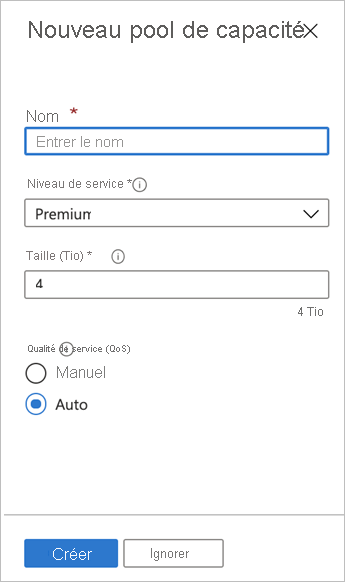 Nouveau pool de capacité
Nom *
Entrer le nom
Niveau de service *
Premium
Taille (Tio) *
4
4 Tio
Qualité de service (QoS)
Manuel
Auto
Créer
Ignorer